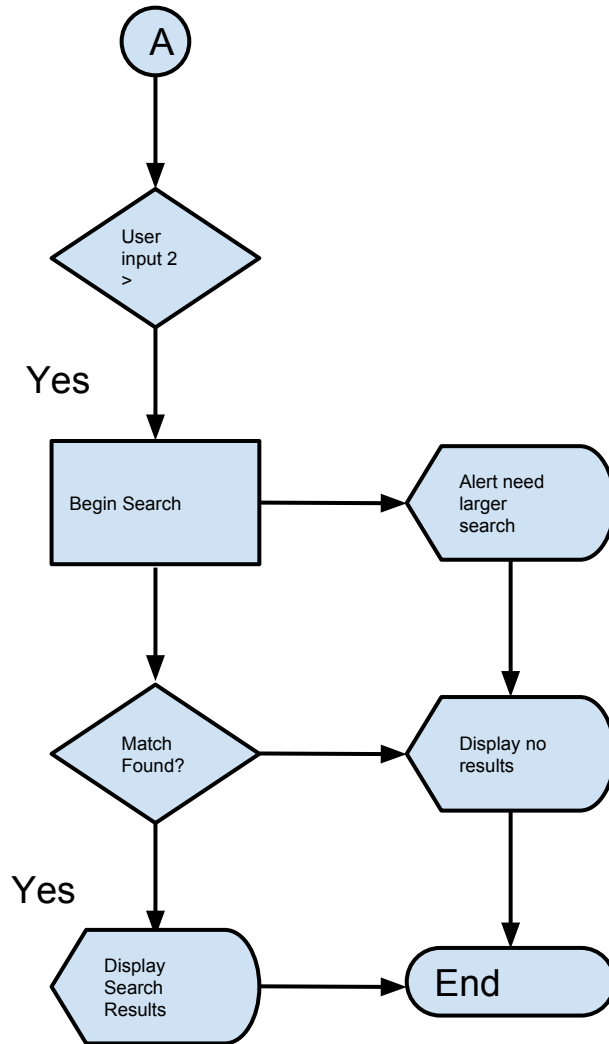 A
User
input 2
>
Yes
Begin Search
Alert need
larger
search
Match
Found?
Display no
results
Yes
Display
Search
Results
End